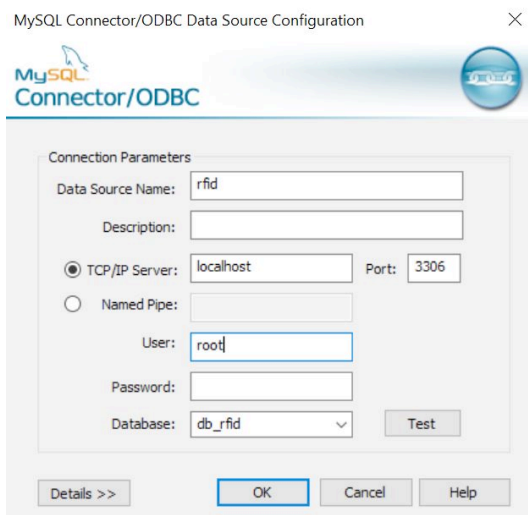 MySQL Connector/ODBC Data Source Configuration
MySQL
Connector/ODBC
Connection Parameters
Data Source Name: rfid
Description:
TCP/IP Server: localhost Port: 3306
Named Pipe:
User: root
Password:
Database: db_rfid Test
Details >> OK Cancel Help